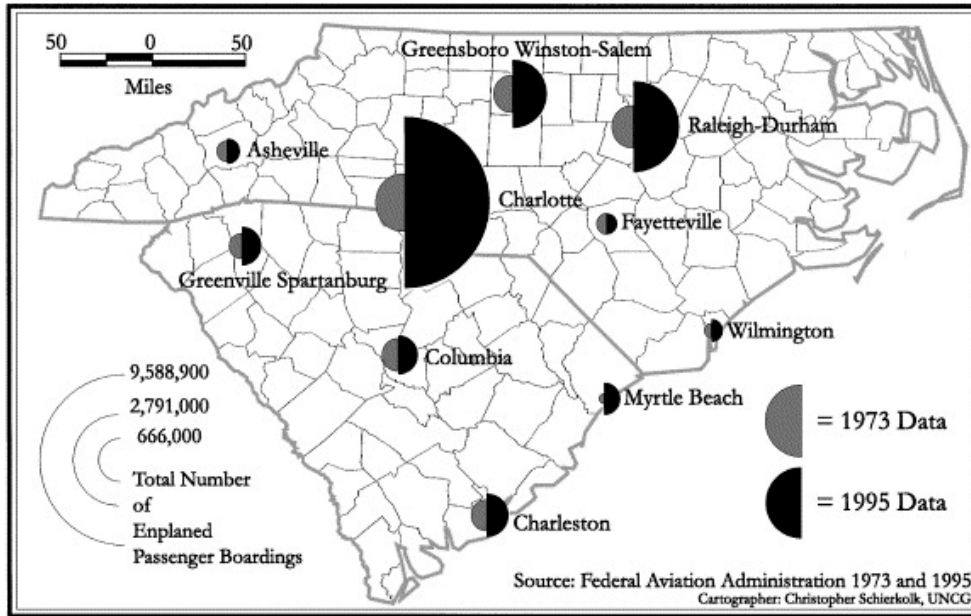 50 0 50
Miles
Greensboro Winston-Salem
Raleigh-Durham
Asheville
Charlotte
Fayetteville
Greenville Spartanburg
Wilmington
Columbia
9,588,900
2,791,000
666,000
Total Number
of
Enplaned
Passenger Boardings
Myrtle Beach
= 1973 Data
= 1995 Data
Charleston
Source: Federal Aviation Administration 1973 and 1995
Cartographer: Christopher Schierkolk, UNCG